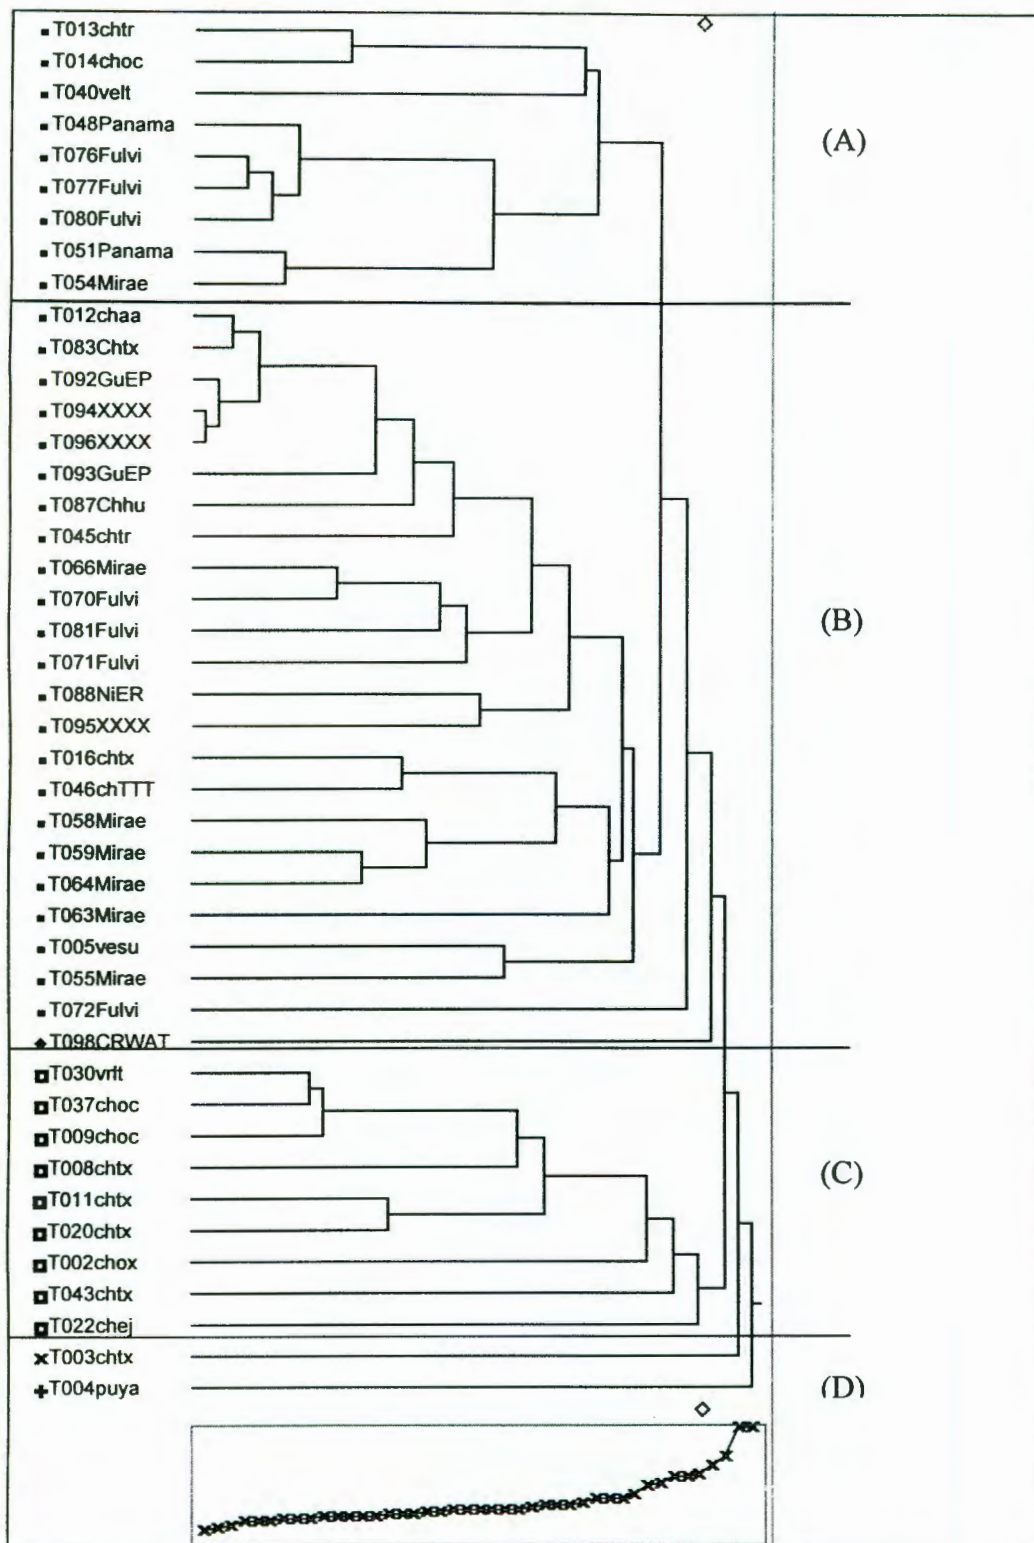 T013chtr
T014choc
T040velt
T048Panama
(A)
T076Fulvi
T077Fulvi
T080Fulvi
T051Panama
T054Mirae
T012chaa
T083Chtx
T092GuEP
T094XXXX
T096XXXX
T093GuEP
T087Chhu
T045chtr
T066Mirae
T070Fulvi
T081Fulvi
(B)
T071Fulvi
T088NiER
T095XXXX
T016chtx
T046chTTT
T058Mirae
T059Mirae
T064Mirae
T063Mirae
T005vesu
T055Mirae
T072Fulvi
T098CRWAT
T030vrlt
T037choc
T009choc
T008chtx
(C)
T011chtx
T020chtx
T002chox
T043chtx
T022chej
T003chtx
T004puya
(D)